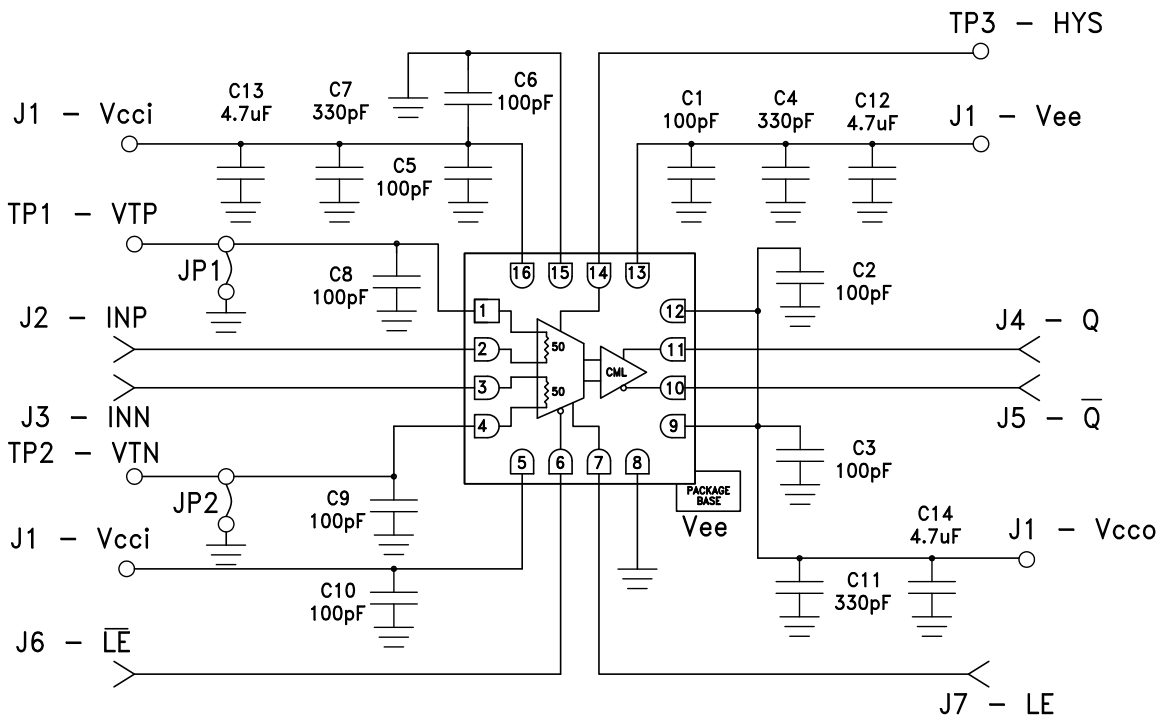 TP3 - HYS
J1 - Vcci
C13
4.7uF
C7
330pF
C6
100pF
C5
100pF
C1
100pF
C4
330pF
C12
4.7uF
J1 - Vee
TP1 - VTP
JP1
C8
100pF
16
15
14
13
C2
100pF
J2 - INP
1
2
3
4
50
50
CML
12
11
10
9
J4 - Q
J3 - INN
J5 - Q̅
TP2 - VTN
JP2
C9
100pF
5
6
7
8
PACKAGE
BASE
Vee
C3
100pF
J1 - Vcci
C10
100pF
C14
4.7uF
J1 - Vcco
C11
330pF
J6 - L̅E̅
J7 - LE